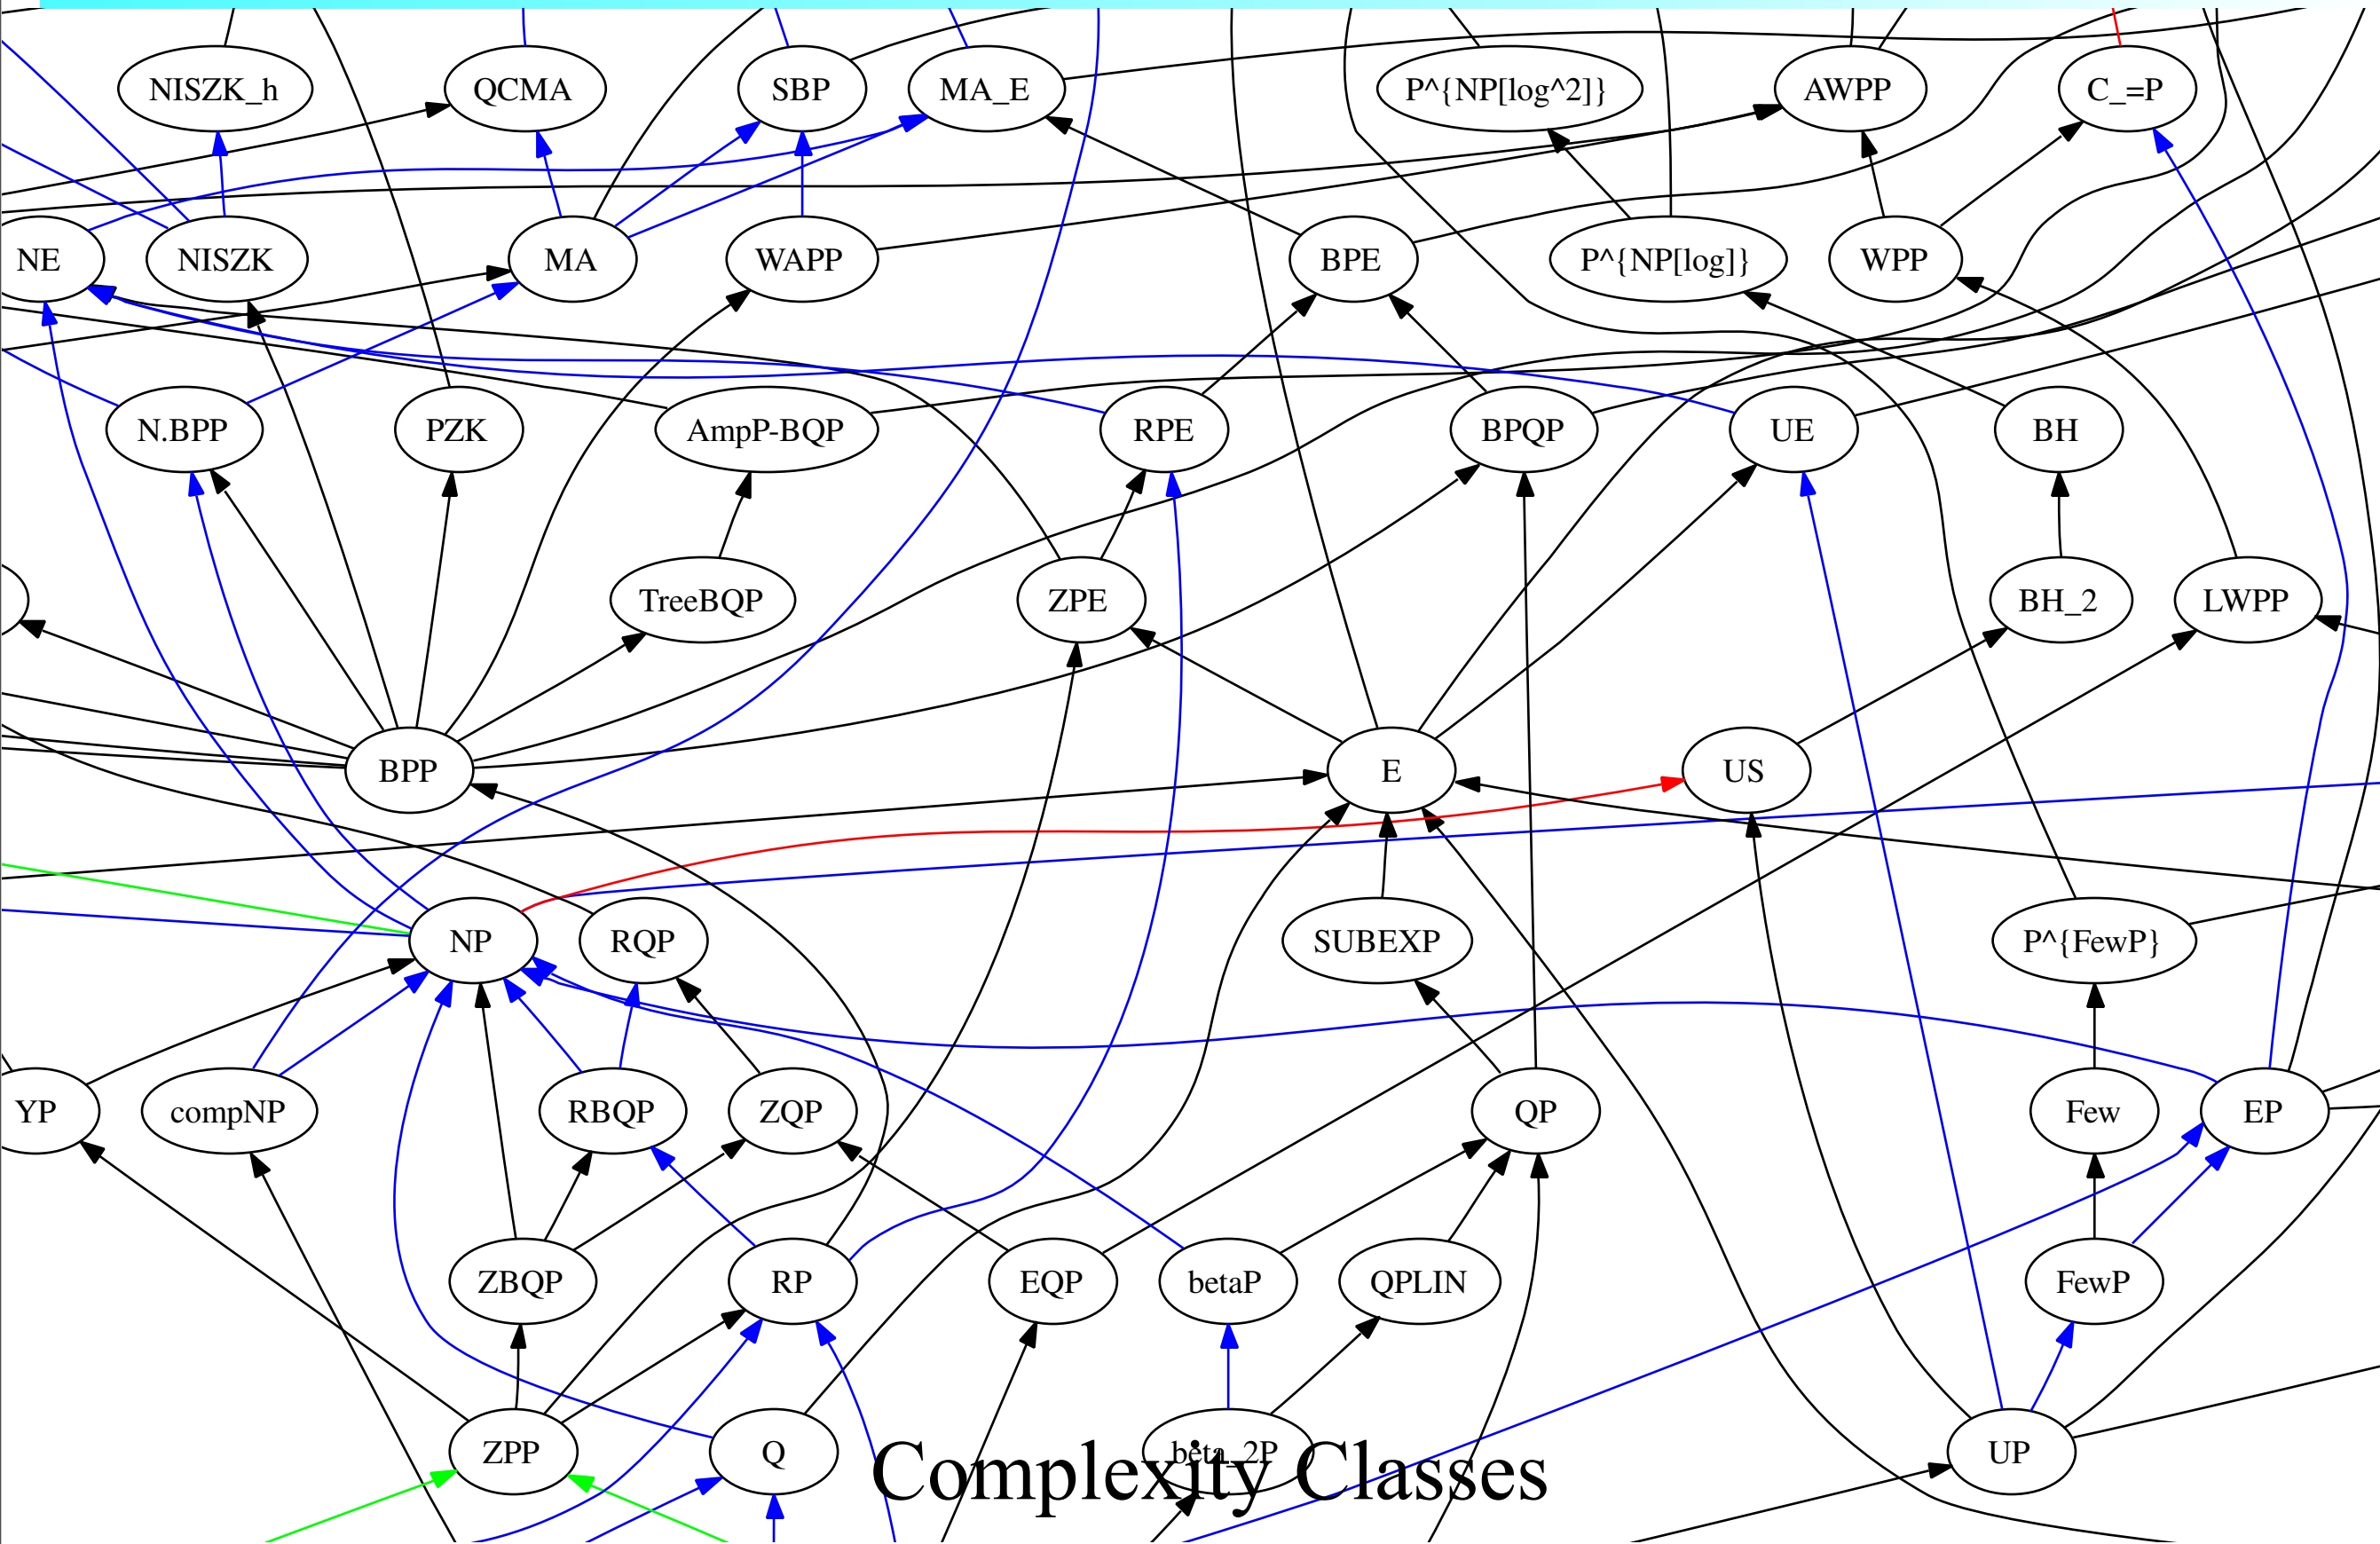 NISZK_h
QCMA
SBP
MA_E
P^{NP[log^2]}
AWPP
C_=P
NE
NISZK
MA
WAPP
BPE
P^{NP[log]}
WPP
N.BPP
PZK
AmpP-BQP
RPE
BPQP
UE
BH
TreeBQP
ZPE
BH_2
LWPP
BPP
E
US
NP
RQP
SUBEXP
P^{FewP}
YP
compNP
RBQP
ZQP
QP
Few
EP
ZBQP
RP
EQP
betaP
QPLIN
FewP
ZPP
Q
beta_2P
UP
Complexity Classes